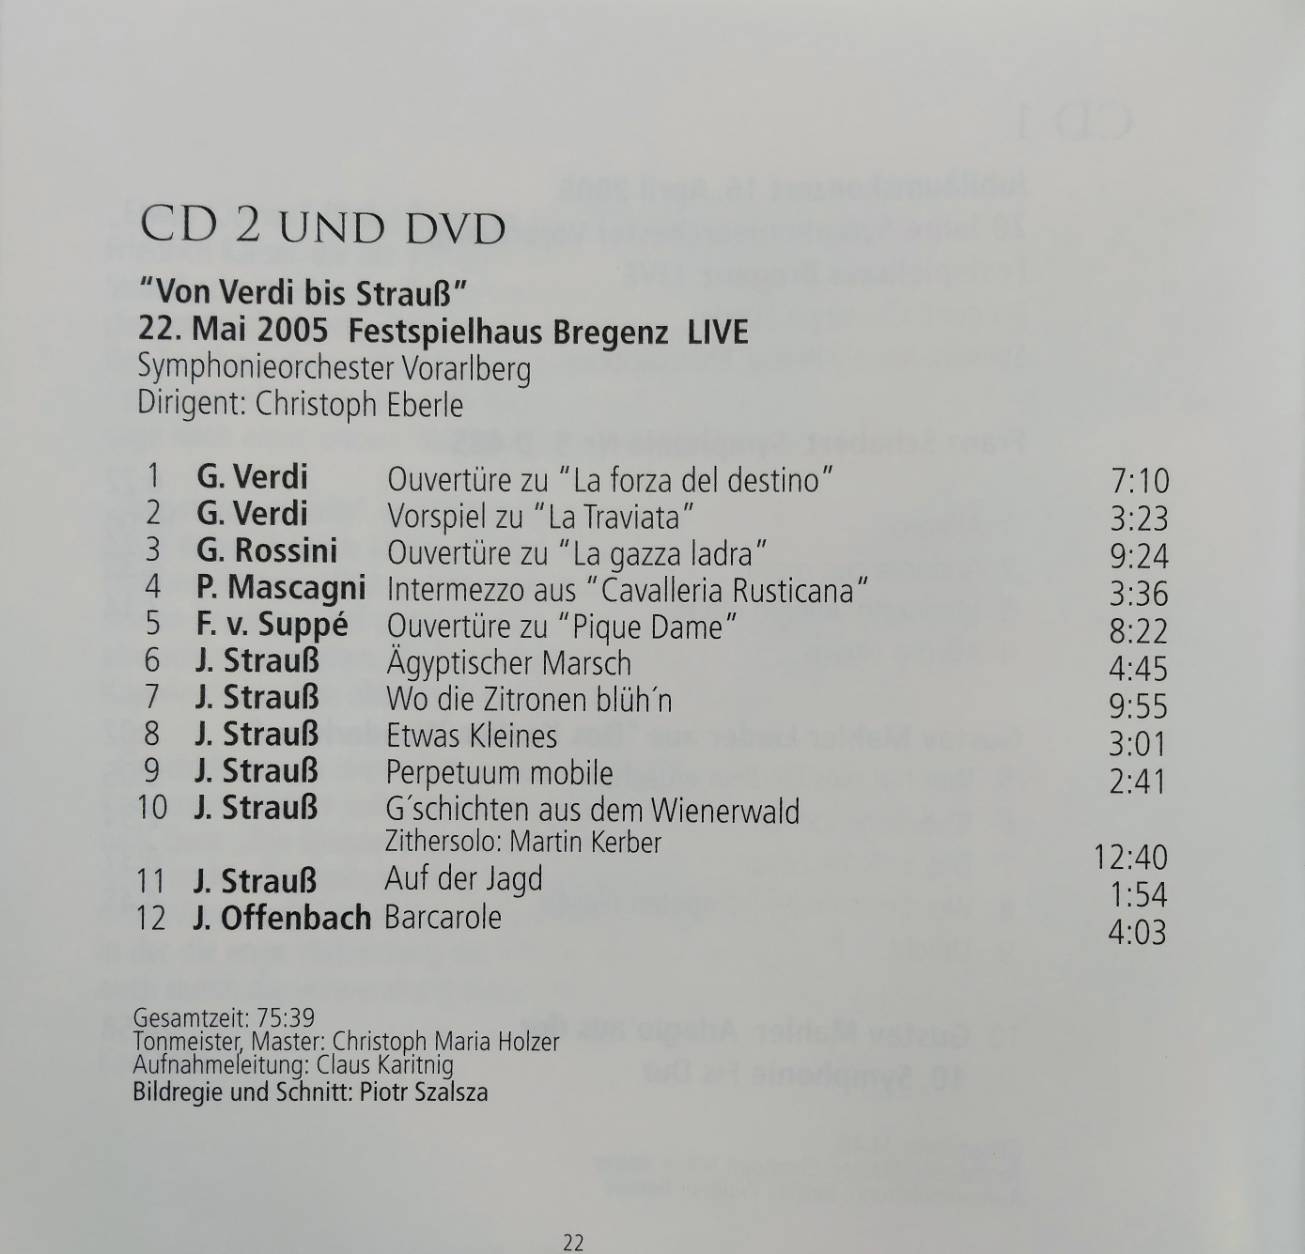 CD 2 UND DVD
"Von Verdi bis Strauß"
22. Mai 2005 Festspielhaus Bregenz LIVE
Symphonieorchester Vorarlberg
Dirigent: Christoph Eberle
1 G. Verdi Ouvertüre zu "La forza del destino" 7:10
2 G. Verdi Vorspiel zu "La Traviata" 3:23
3 G. Rossini Ouvertüre zu "La gazza ladra" 9:24
4 P. Mascagni Intermezzo aus "Cavalleria Rusticana" 3:36
5 F. v. Suppé Ouvertüre zu "Pique Dame" 8:22
6 J. Strauß Ägyptischer Marsch 4:45
7 J. Strauß Wo die Zitronen blüh´n 9:55
8 J. Strauß Etwas Kleines 3:01
9 J. Strauß Perpetuum mobile 2:41
10 J. Strauß G´schichten aus dem Wienerwald
Zithersolo: Martin Kerber 12:40
11 J. Strauß Auf der Jagd 1:54
12 J. Offenbach Barcarole 4:03
Gesamtzeit: 75:39
Tonmeister, Master: Christoph Maria Holzer
Aufnahmeleitung: Claus Karitnig
Bildregie und Schnitt: Piotr Szalsza
22